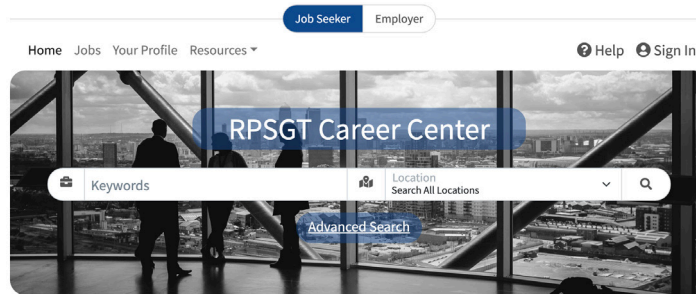 Job Seeker Employer
Home Jobs Your Profile Resources Help Sign In
RPSGT Career Center
Keywords Location
Search All Locations
Advanced Search